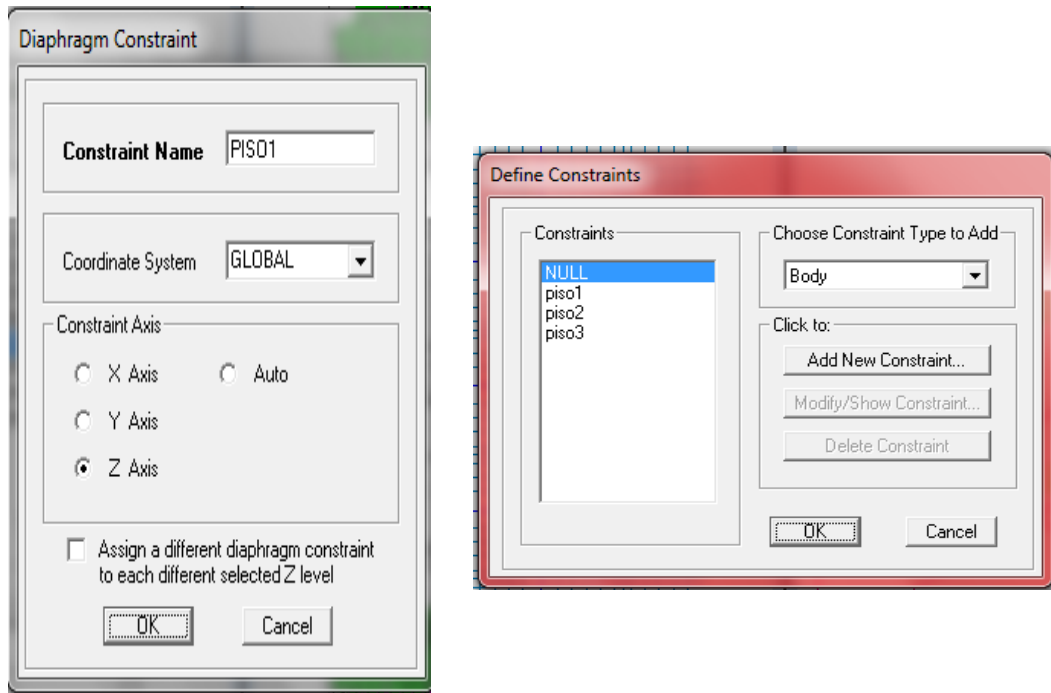 Diaphragm Constraint
Constraint Name PISO1
Coordinate System GLOBAL
Constraint Axis
X Axis Auto
Y Axis
Z Axis
Assign a different diaphragm constraint
to each different selected Z level
OK Cancel
Define Constraints
Constraints
NULL
piso1
piso2
piso3
Choose Constraint Type to Add
Body
Click to:
Add New Constraint...
Modify/Show Constraint...
Delete Constraint
OK Cancel